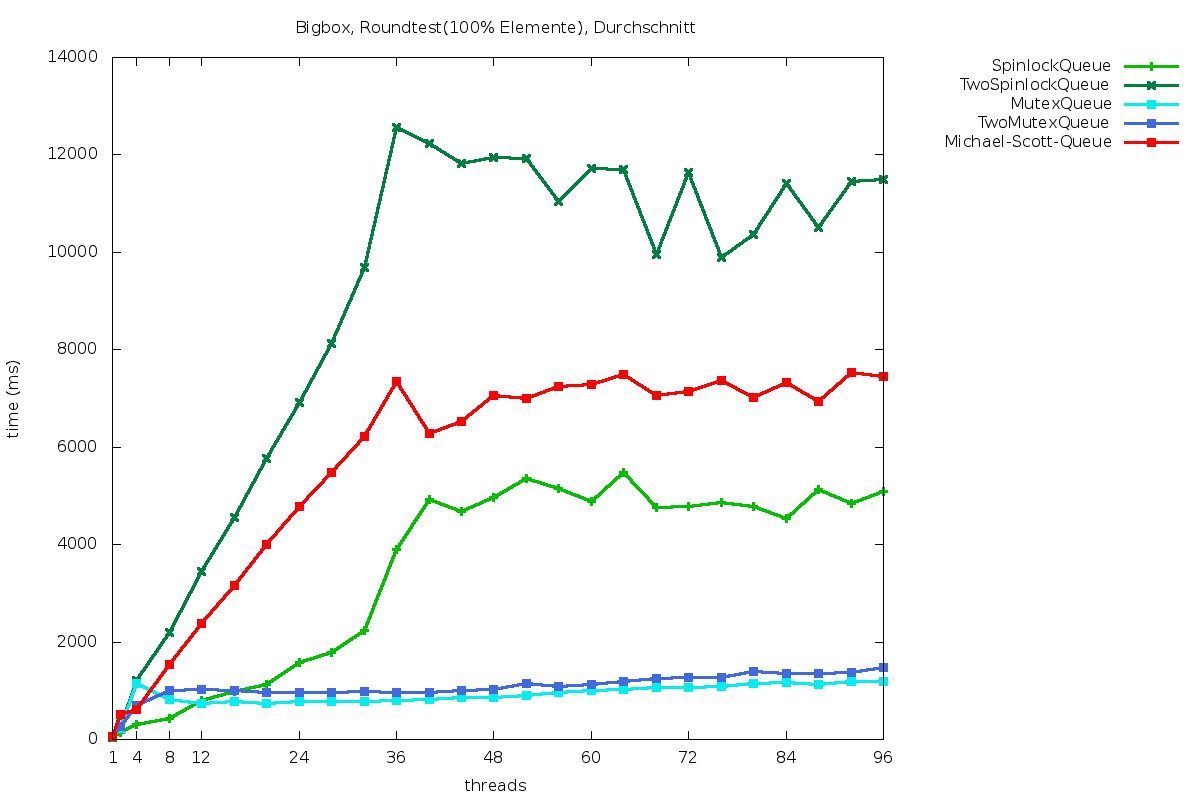 Bigbox, Roundtest(100% Elemente), Durchschnitt
SpinlockQueue
TwoSpinlockQueue
MutexQueue
TwoMutexQueue
Michael-Scott-Queue
14000
12000
10000
8000
6000
4000
2000
0
time (ms)
1 4 8 12 24 36 48 60 72 84 96
threads